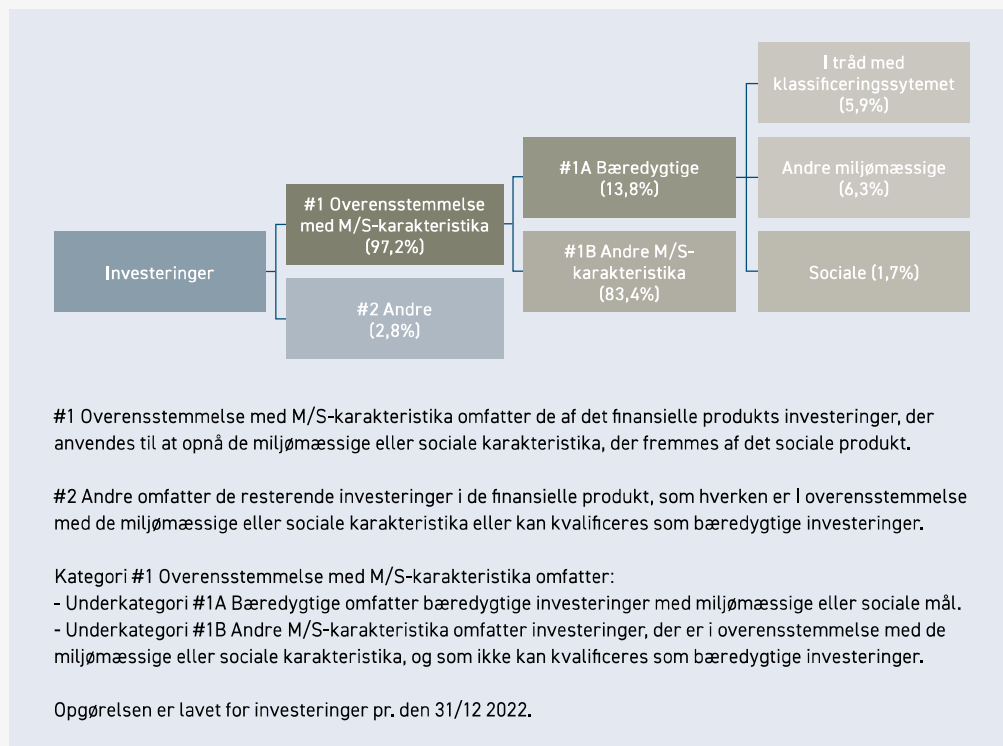 I tråd med
klassificeringssytemet
(5,9%)
#1A Bæredygtige
(13,8%)
Andre miljømæssige
(6,3%)
#1 Overensstemmelse
med M/S-karakteristika
(97,2%)
Investeringer
#1B Andre M/S-
karakteristika
(83,4%)
Sociale (1,7%)
#2 Andre
(2,8%)
#1 Overensstemmelse med M/S-karakteristika omfatter de af det finansielle produkts investeringer, der
anvendes til at opnå de miljømæssige eller sociale karakteristika, der fremmes af det sociale produkt.
#2 Andre omfatter de resterende investeringer i de finansielle produkt, som hverken er I overensstemmelse
med de miljømæssige eller sociale karakteristika eller kan kvalificeres som bæredygtige investeringer.
Kategori #1 Overensstemmelse med M/S-karakteristika omfatter:
- Underkategori #1A Bæredygtige omfatter bæredygtige investeringer med miljømæssige eller sociale mål.
- Underkategori #1B Andre M/S-karakteristika omfatter investeringer, der er i overensstemmelse med de
miljømæssige eller sociale karakteristika, og som ikke kan kvalificeres som bæredygtige investeringer.
Opgørelsen er lavet for investeringer pr. den 31/12 2022.